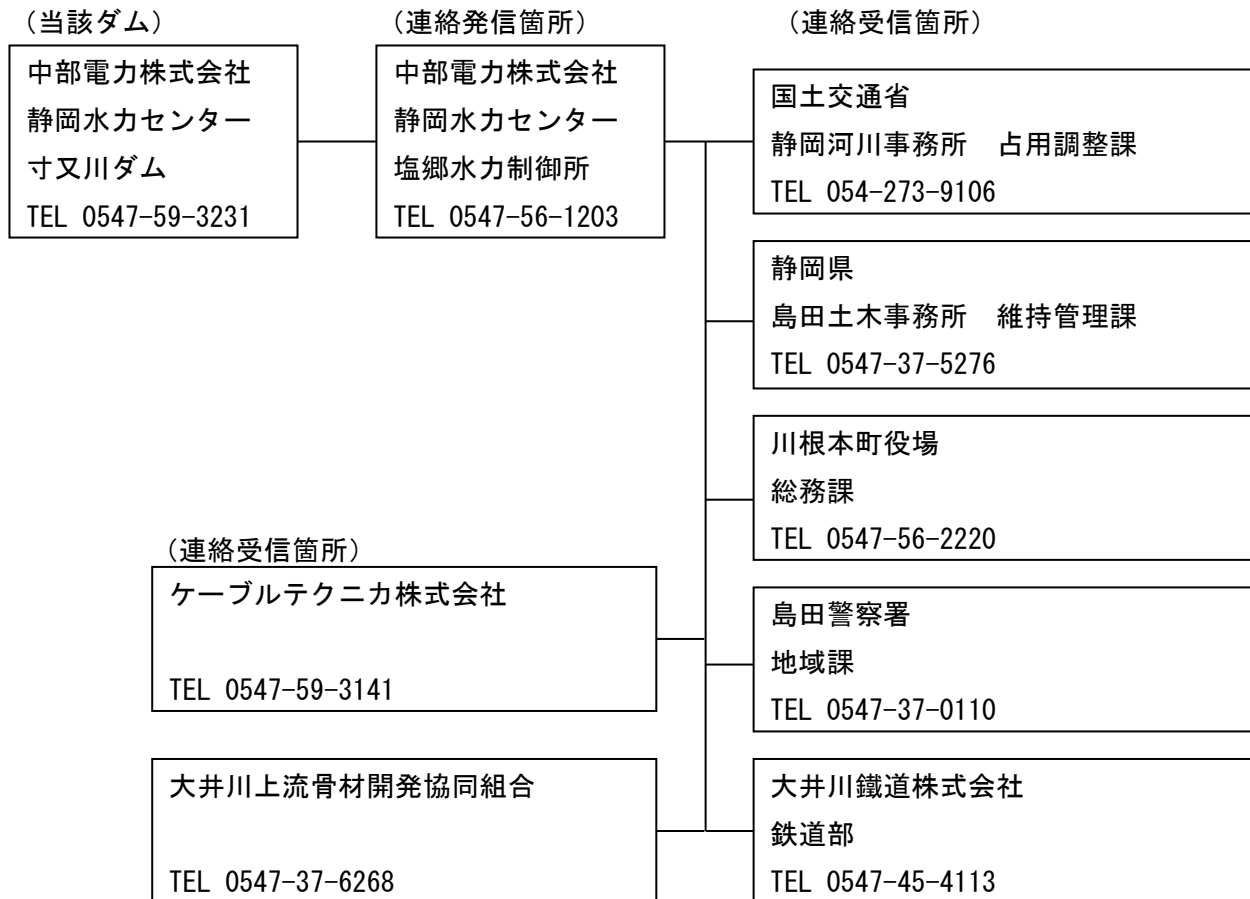 （当該ダム）
中部電力株式会社
静岡水力センター
寸又川ダム
TEL 0547-59-3231
（連絡発信箇所）
中部電力株式会社
静岡水力センター
塩郷水力制御所
TEL 0547-56-1203
（連絡受信箇所）
国土交通省
静岡河川事務所　占用調整課
TEL 054-273-9106
静岡県
島田土木事務所　維持管理課
TEL 0547-37-5276
川根本町役場
総務課
TEL 0547-56-2220
島田警察署
地域課
TEL 0547-37-0110
大井川鐵道株式会社
鉄道部
TEL 0547-45-4113
（連絡受信箇所）
ケーブルテクニカ株式会社
TEL 0547-59-3141
大井川上流骨材開発協同組合
TEL 0547-37-6268